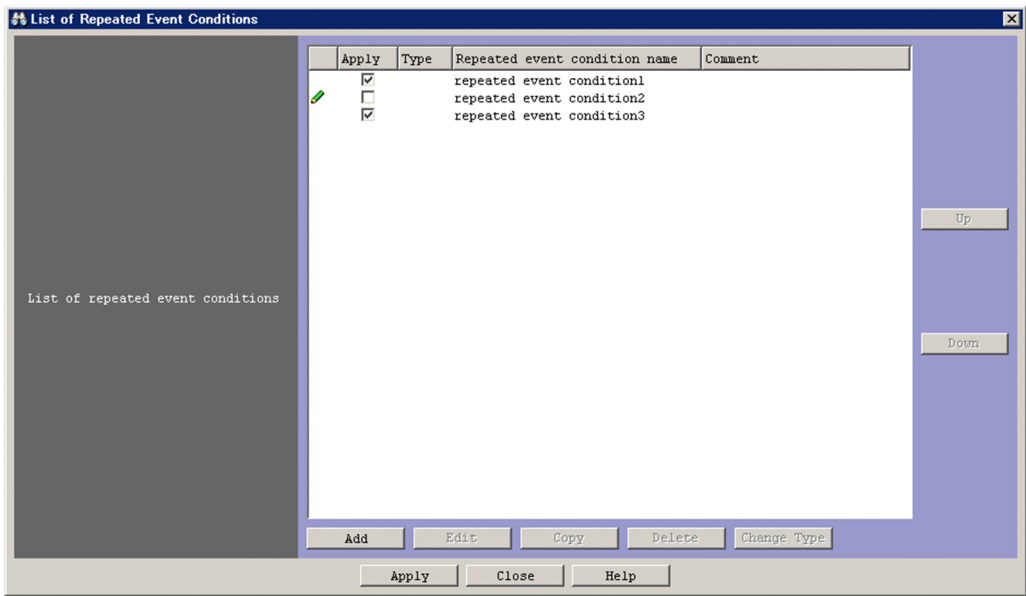 List of Repeated Event Conditions
Apply Type Repeated event condition name Comment
repeated event condition1
repeated event condition2
repeated event condition3
List of repeated event conditions
Up
Down
Add Edit Copy Delete Change Type
Apply Close Help